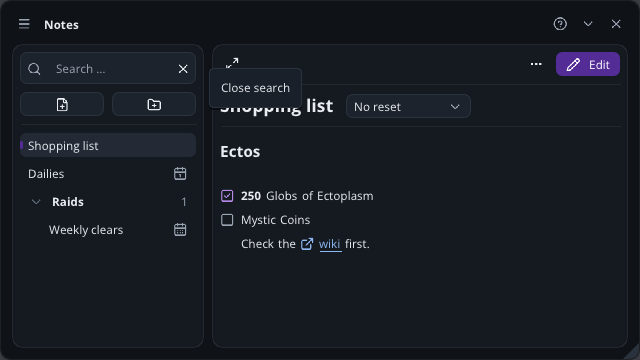 Notes
Search ...
Close search
Edit
Shopping list
No reset
Shopping list
Dailies
1
Raids
1
Weekly clears
Ectos
250 Globs of Ectoplasm
Mystic Coins
Check the wiki first.